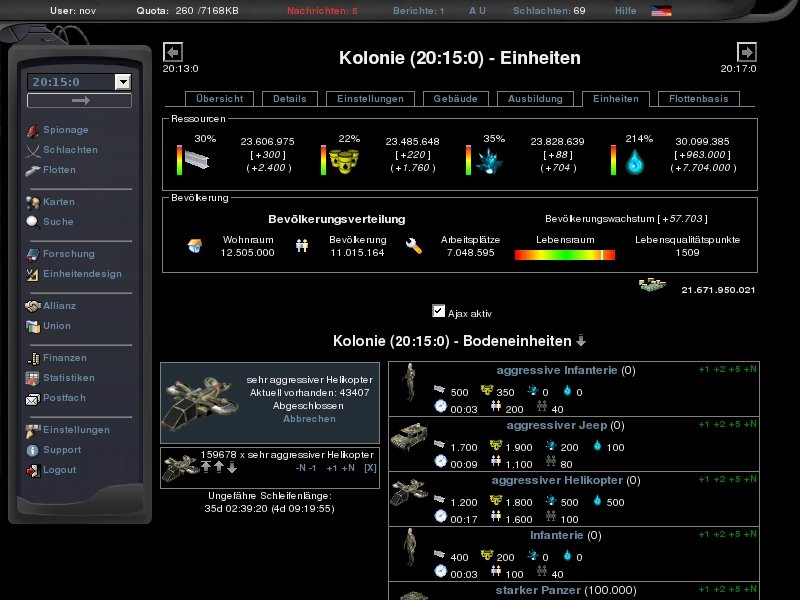 User: nov Quota: 260 /7168KB Nachrichten: 5 Berichte: 1 A U Schlachten: 69 Hilfe
20:15:0
Spionage
Schlachten
Flotten
Karten
Suche
Forschung
Einheitendesign
Allianz
Union
Finanzen
Statistiken
Postfach
Einstellungen
Support
Logout
20:13:0
Kolonie (20:15:0) - Einheiten
20:17:0
Übersicht Details Einstellungen Gebäude Ausbildung Einheiten Flottenbasis
Ressourcen
30% 23.606.975 22% 23.485.648 35% 23.828.639 214% 30.099.385
[+300] [+220] [+88] [+963.000]
(+2.400) (+1.760) (+704) (+7.704.000)
Bevölkerung
Bevölkerungsverteilung Bevölkerungswachstum [+57.703]
Wohnraum Bevölkerung Arbeitsplätze Lebensraum Lebensqualitätspunkte
12.505.000 11.015.164 7.048.595 1509
21.671.950.021
Ajax aktiv
Kolonie (20:15:0) - Bodeneinheiten
sehr aggressiver Helikopter
Aktuell vorhanden: 43407
Abgeschlossen
Abbrechen
159678 x sehr aggressiver Helikopter
-N -1 +1 +N [X]
Ungefähre Schleifenlänge:
35d 02:39:20 (4d 09:19:55)
aggressive Infanterie (0) +1 +2 +5 +N
500 350 0 0
00:03 200 40
aggressiver Jeep (0) +1 +2 +5 +N
1.700 1.900 200 100
00:09 1.100 80
aggressiver Helikopter (0) +1 +2 +5 +N
1.200 1.800 500 500
00:17 1.600 100
Infanterie (0) +1 +2 +5 +N
400 200 0 0
00:03 100 40
starker Panzer (100.000) +1 +2 +5 +N